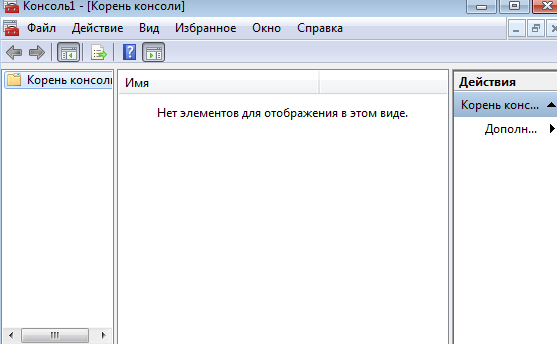 Консоль1 - [Корень консоли]
Файл Действие Вид Избранное Окно Справка
Корень консоли
Имя
Нет элементов для отображения в этом виде.
Действия
Корень конс...
Дополн...